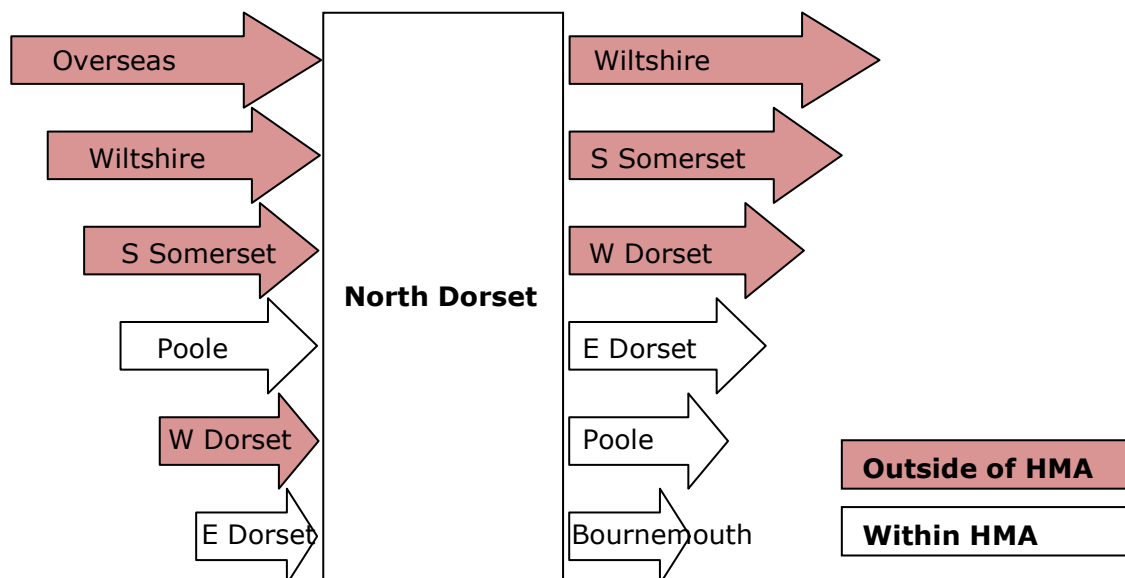 Overseas
Wiltshire
S Somerset
Poole
W Dorset
E Dorset
North Dorset
Wiltshire
S Somerset
W Dorset
E Dorset
Poole
Bournemouth
Outside of HMA
Within HMA